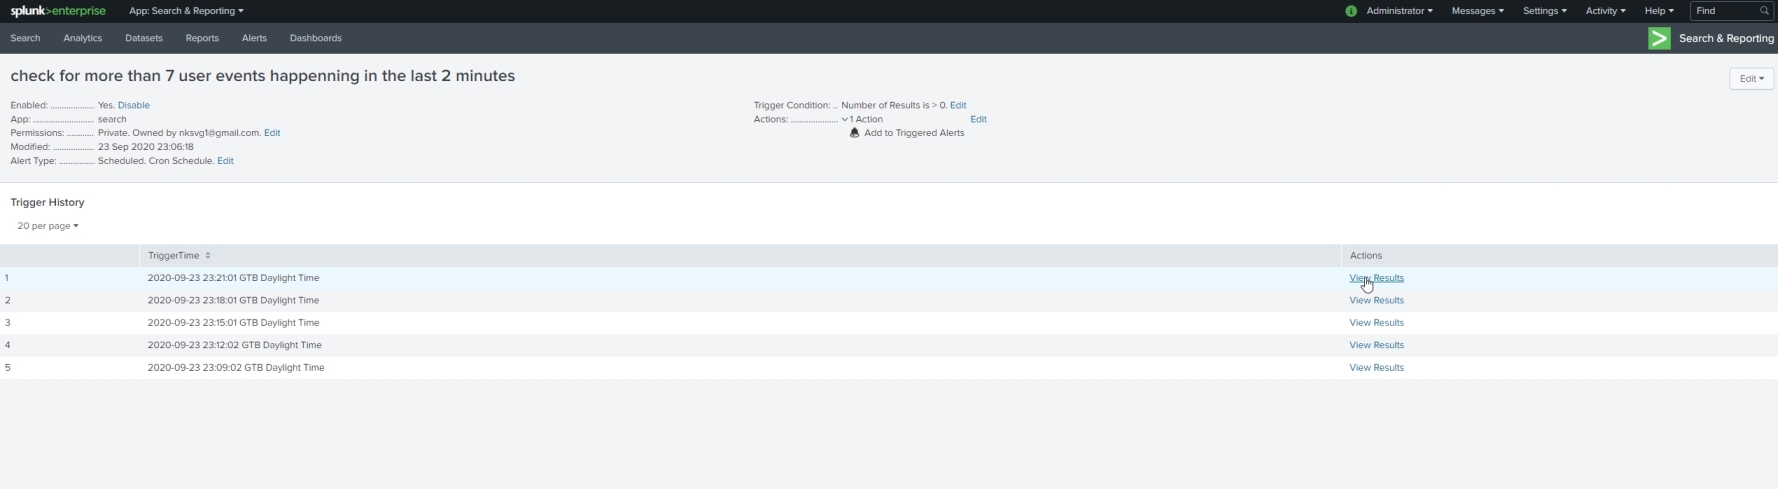 splunk>enterprise App: Search & Reporting Administrator Messages Settings Activity Help Find
Search Analytics Datasets Reports Alerts Dashboards Search & Reporting
check for more than 7 user events happenning in the last 2 minutes
Edit
Enabled: ................... Yes. Disable
App: ........................... search
Permissions: ............ Private. Owned by nksvg1@gmail.com. Edit
Modified: .................. 23 Sep 2020 23:06:18
Alert Type: ................ Scheduled. Cron Schedule. Edit
Trigger Condition: .. Number of Results is > 0. Edit
Actions: ..................... 1 Action Edit
Add to Triggered Alerts
Trigger History
20 per page
TriggerTime Actions
1 2020-09-23 23:21:01 GTB Daylight Time View Results
2 2020-09-23 23:18:01 GTB Daylight Time View Results
3 2020-09-23 23:15:01 GTB Daylight Time View Results
4 2020-09-23 23:12:02 GTB Daylight Time View Results
5 2020-09-23 23:09:02 GTB Daylight Time View Results